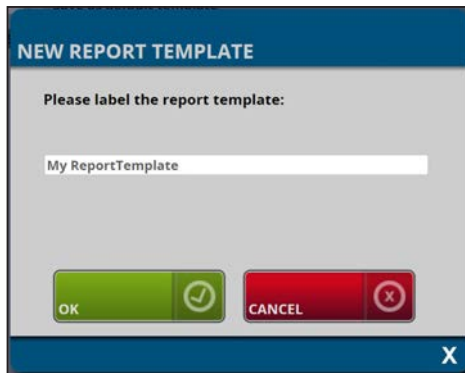 NEW REPORT TEMPLATE
Please label the report template:
My ReportTemplate
OK
CANCEL
X